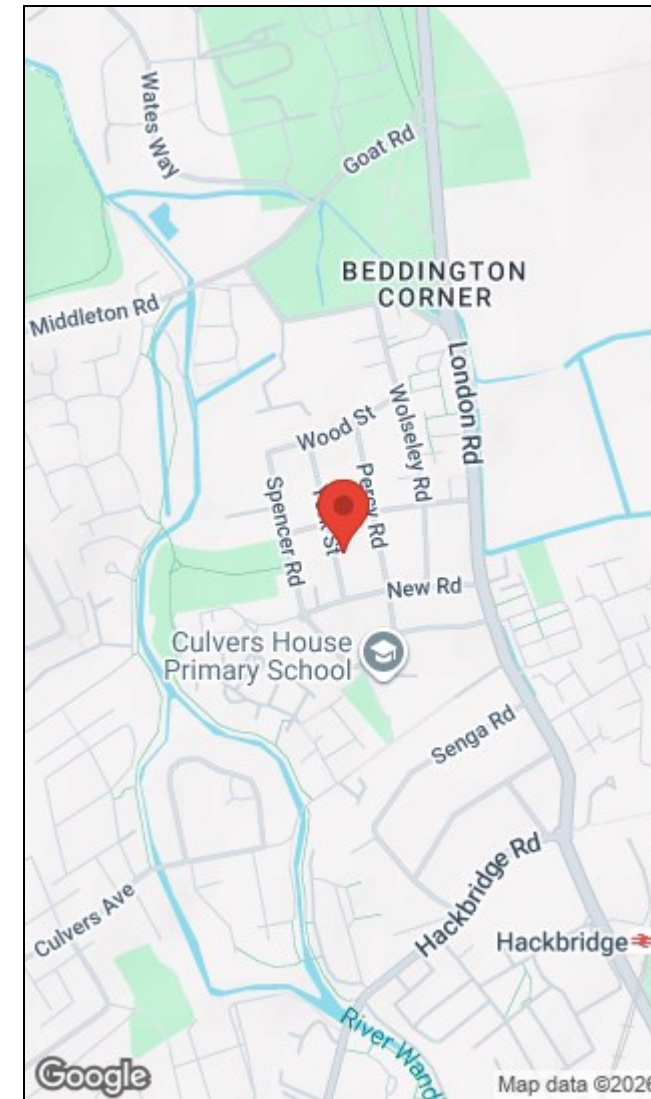 Wates Way
Goat Rd
BEDDINGTON
CORNER
Middleton Rd
London Rd
Wolseley Rd
Wood St
Percy Rd
Spencer Rd
St
New Rd
Culvers House
Primary School
Senga Rd
Hackbridge Rd
Culvers Ave
Hackbridge
River Wand
Google
Map data ©2026